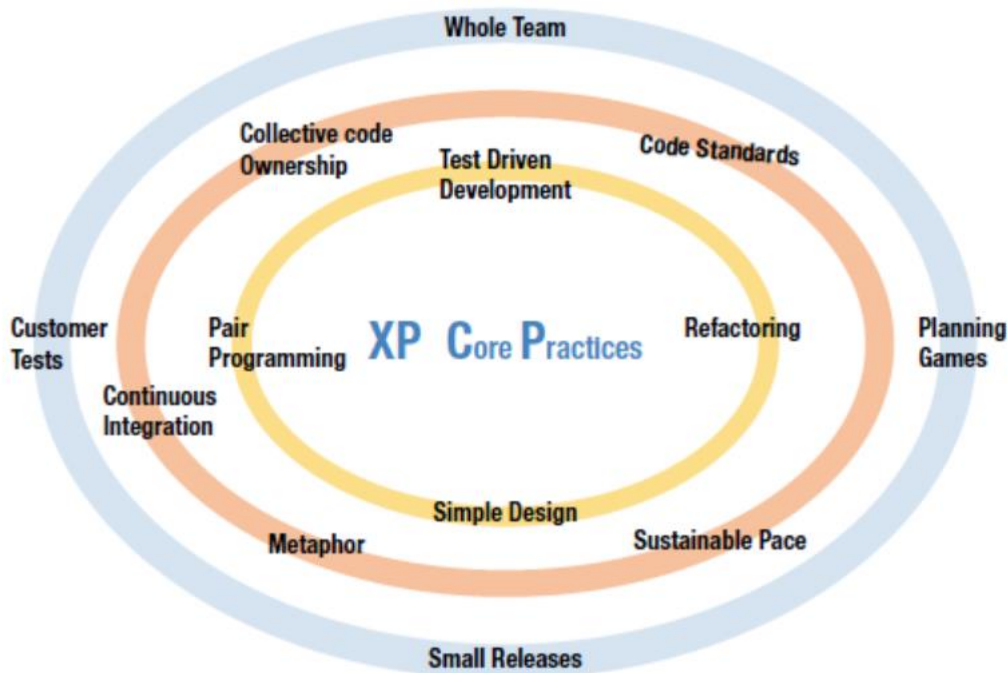 Whole Team
Collective code
Ownership
Test Driven
Development
Code Standards
Customer
Tests
Pair
Programming
XP Core Practices
Refactoring
Planning
Games
Continuous
Integration
Simple Design
Metaphor
Sustainable Pace
Small Releases